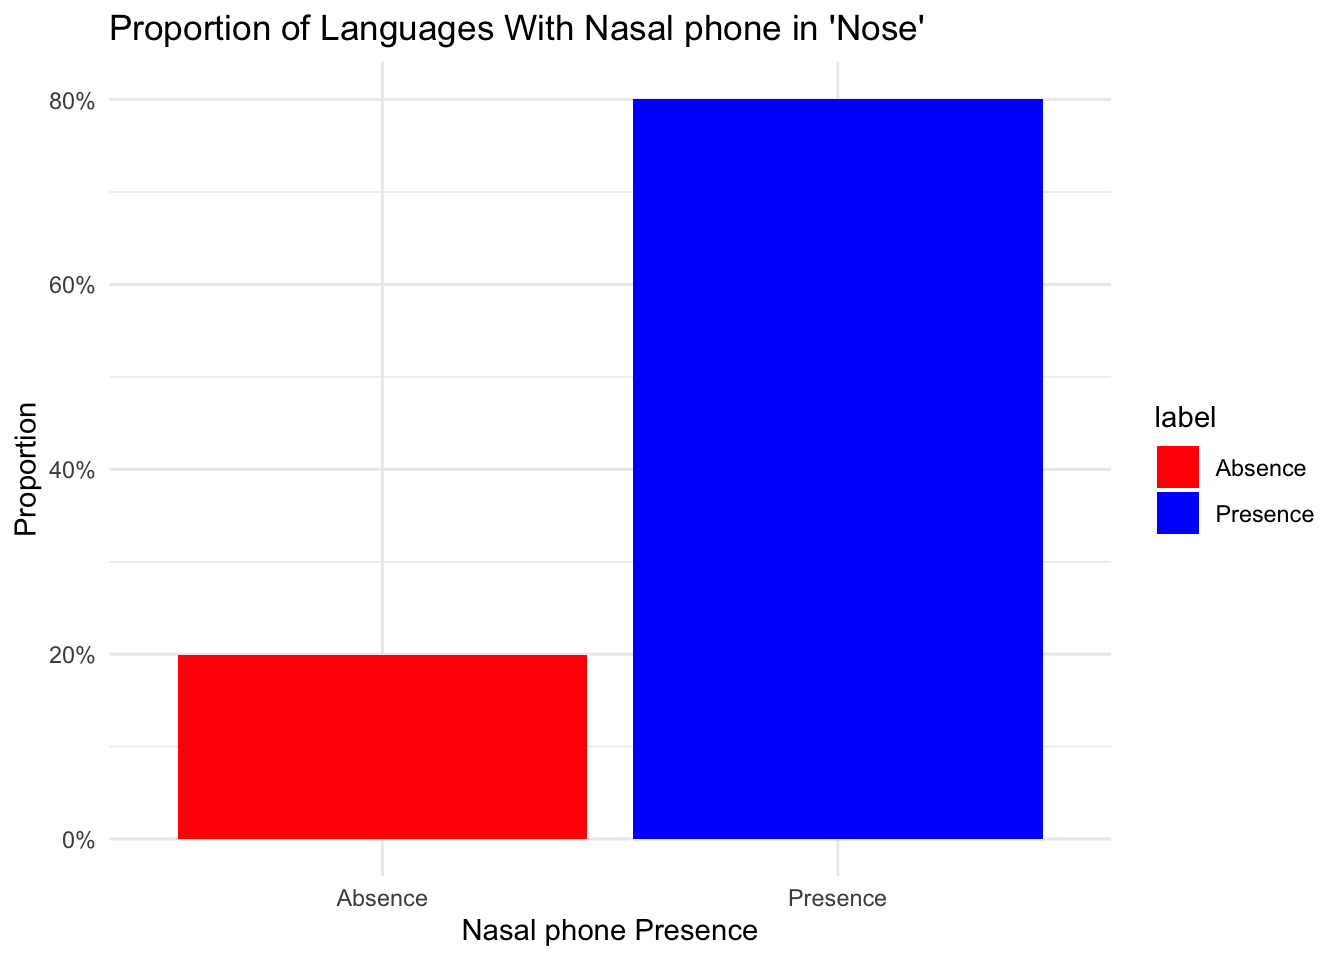 Proportion of Languages With Nasal phone in 'Nose'
80%
60%
40%
20%
0%
Proportion
Absence
Presence
Nasal phone Presence
label
Absence
Presence